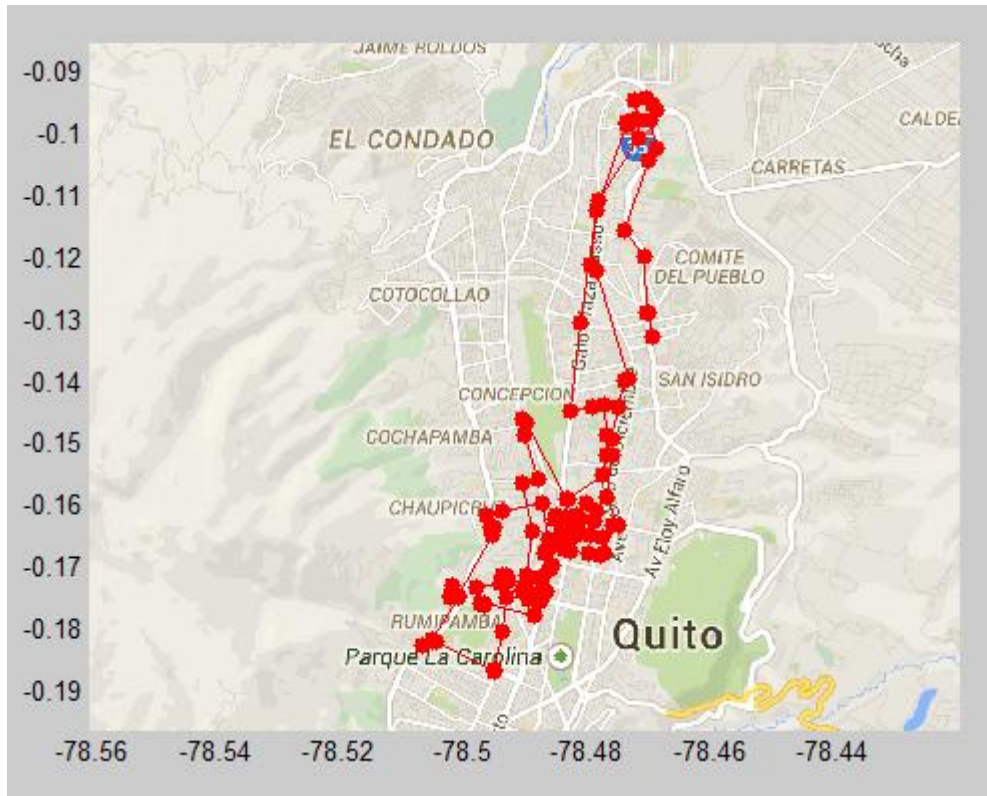 JAIME ROLDOS
-0.09
-0.1
EL CONDADO
CARRETAS
-0.11
-0.12
COMITE
DEL PUEBLO
COTOCOLLAO
-0.13
-0.14
SAN ISIDRO
CONCEPCION
COCHAPAMBA
-0.15
-0.16
Av Eloy Alfaro
-0.17
-0.18
RUMIPAMBA
Quito
Parque La Carolina
-0.19
-78.56
-78.54
-78.52
-78.5
-78.48
-78.46
-78.44